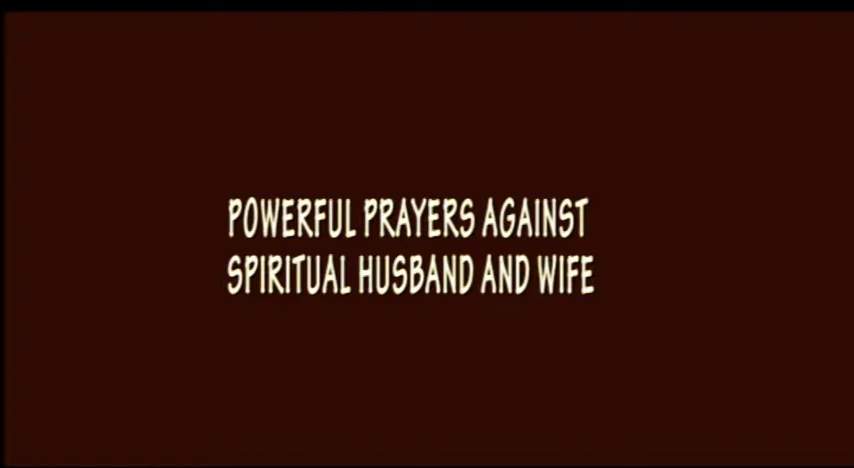 POWERFUL PRAYERS AGAINST
SPIRITUAL HUSBAND AND WIFE